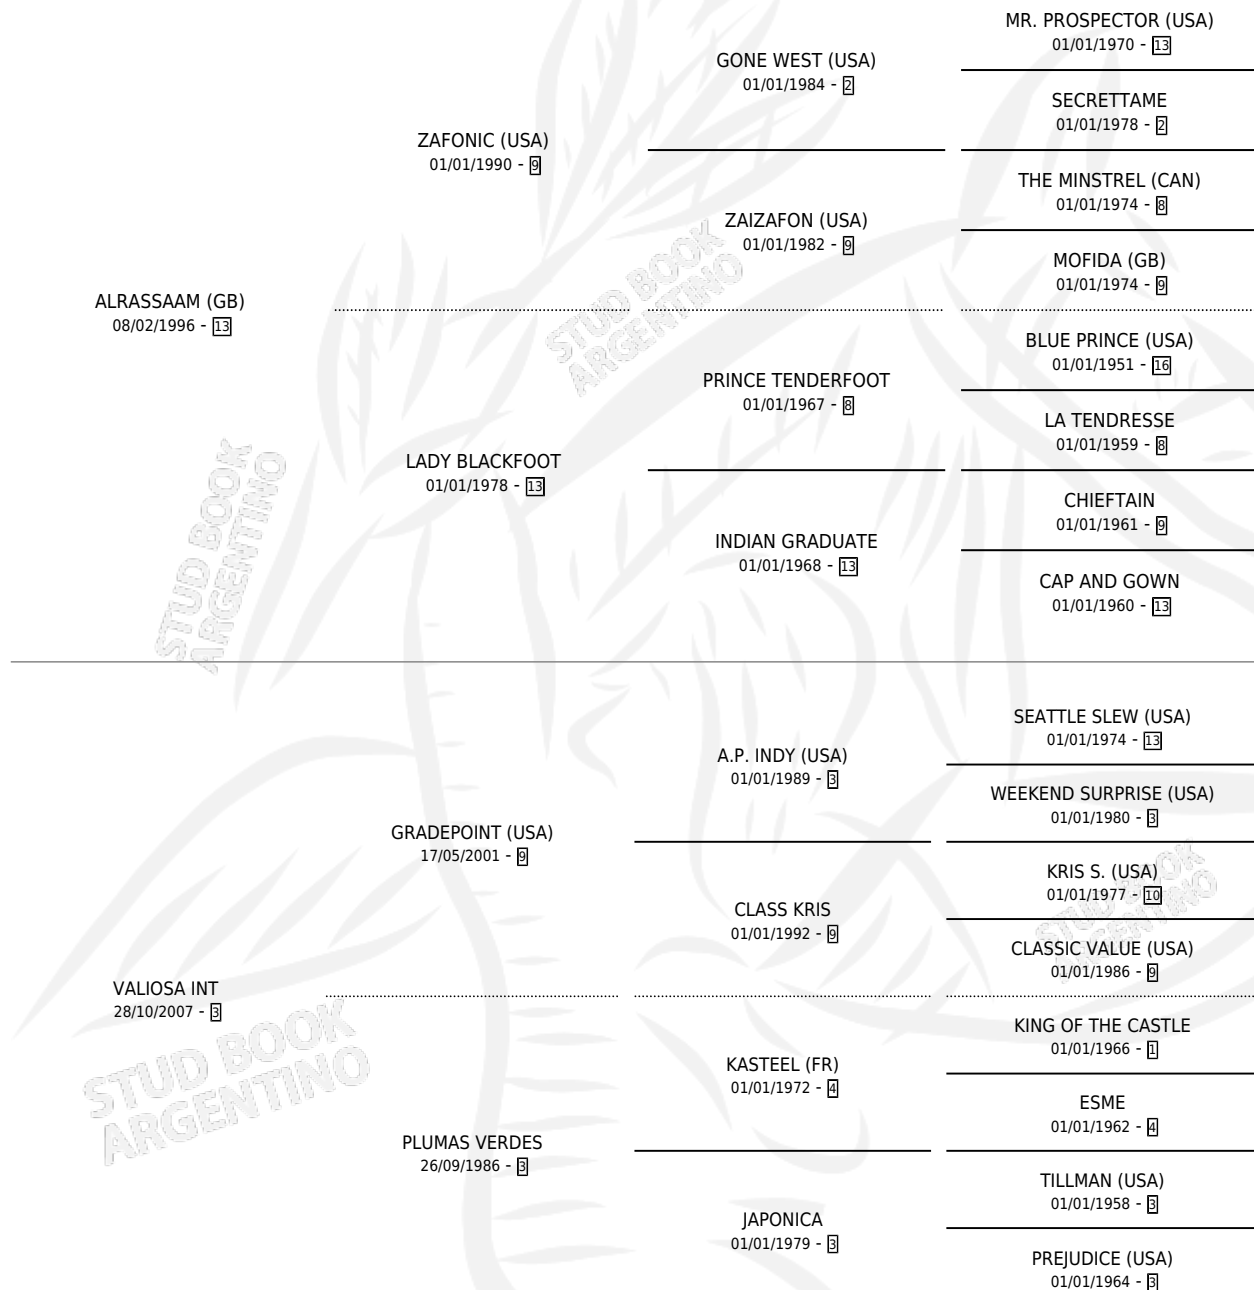 MR. PROSPECTOR (USA)
01/01/1970 - 13
GONE WEST (USA)
01/01/1984 - 2
SECRETTAME
01/01/1978 - 2
ZAFONIC (USA)
01/01/1990 - 9
THE MINSTREL (CAN)
01/01/1974 - 8
ZAIZAFON (USA)
01/01/1982 - 9
MOFIDA (GB)
01/01/1974 - 9
ALRASSAAM (GB)
08/02/1996 - 13
BLUE PRINCE (USA)
01/01/1951 - 16
PRINCE TENDERFOOT
01/01/1967 - 8
LA TENDRESSE
01/01/1959 - 8
LADY BLACKFOOT
01/01/1978 - 13
CHIEFTAIN
01/01/1961 - 9
INDIAN GRADUATE
01/01/1968 - 13
CAP AND GOWN
01/01/1960 - 13
SEATTLE SLEW (USA)
01/01/1974 - 13
A.P. INDY (USA)
01/01/1989 - 3
WEEKEND SURPRISE (USA)
01/01/1980 - 3
GRADEPOINT (USA)
17/05/2001 - 9
KRIS S. (USA)
01/01/1977 - 10
CLASS KRIS
01/01/1992 - 9
CLASSIC VALUE (USA)
01/01/1986 - 9
VALIOSA INT
28/10/2007 - 3
KING OF THE CASTLE
01/01/1966 - 1
KASTEEL (FR)
01/01/1972 - 4
ESME
01/01/1962 - 4
PLUMAS VERDES
26/09/1986 - 3
TILLMAN (USA)
01/01/1958 - 3
JAPONICA
01/01/1979 - 3
PREJUDICE (USA)
01/01/1964 - 3
STUD BOOK
ARGENTINO
STUD BOOK
ARGENTINO
STUD BOOK
ARGENTINO
STUD BOOK
ARGENTINO